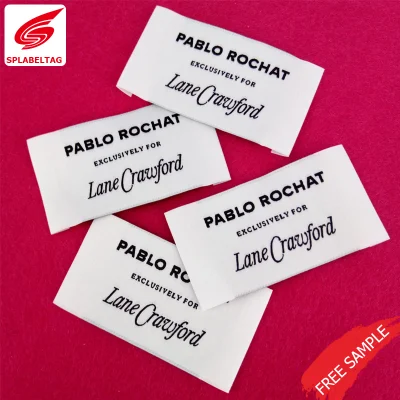 SPLABELTAG
PABLO ROCHAT
EXCLUSIVELY FOR
Lane Crawford
PABLO ROCHAT
EXCLUSIVELY FOR
Lane Crawford
PABLO ROCHAT
EXCLUSIVELY FOR
Lane Crawford
PABLO ROCHAT
EXCLUSIVELY FOR
Lane Crawford
FREE SAMPLE